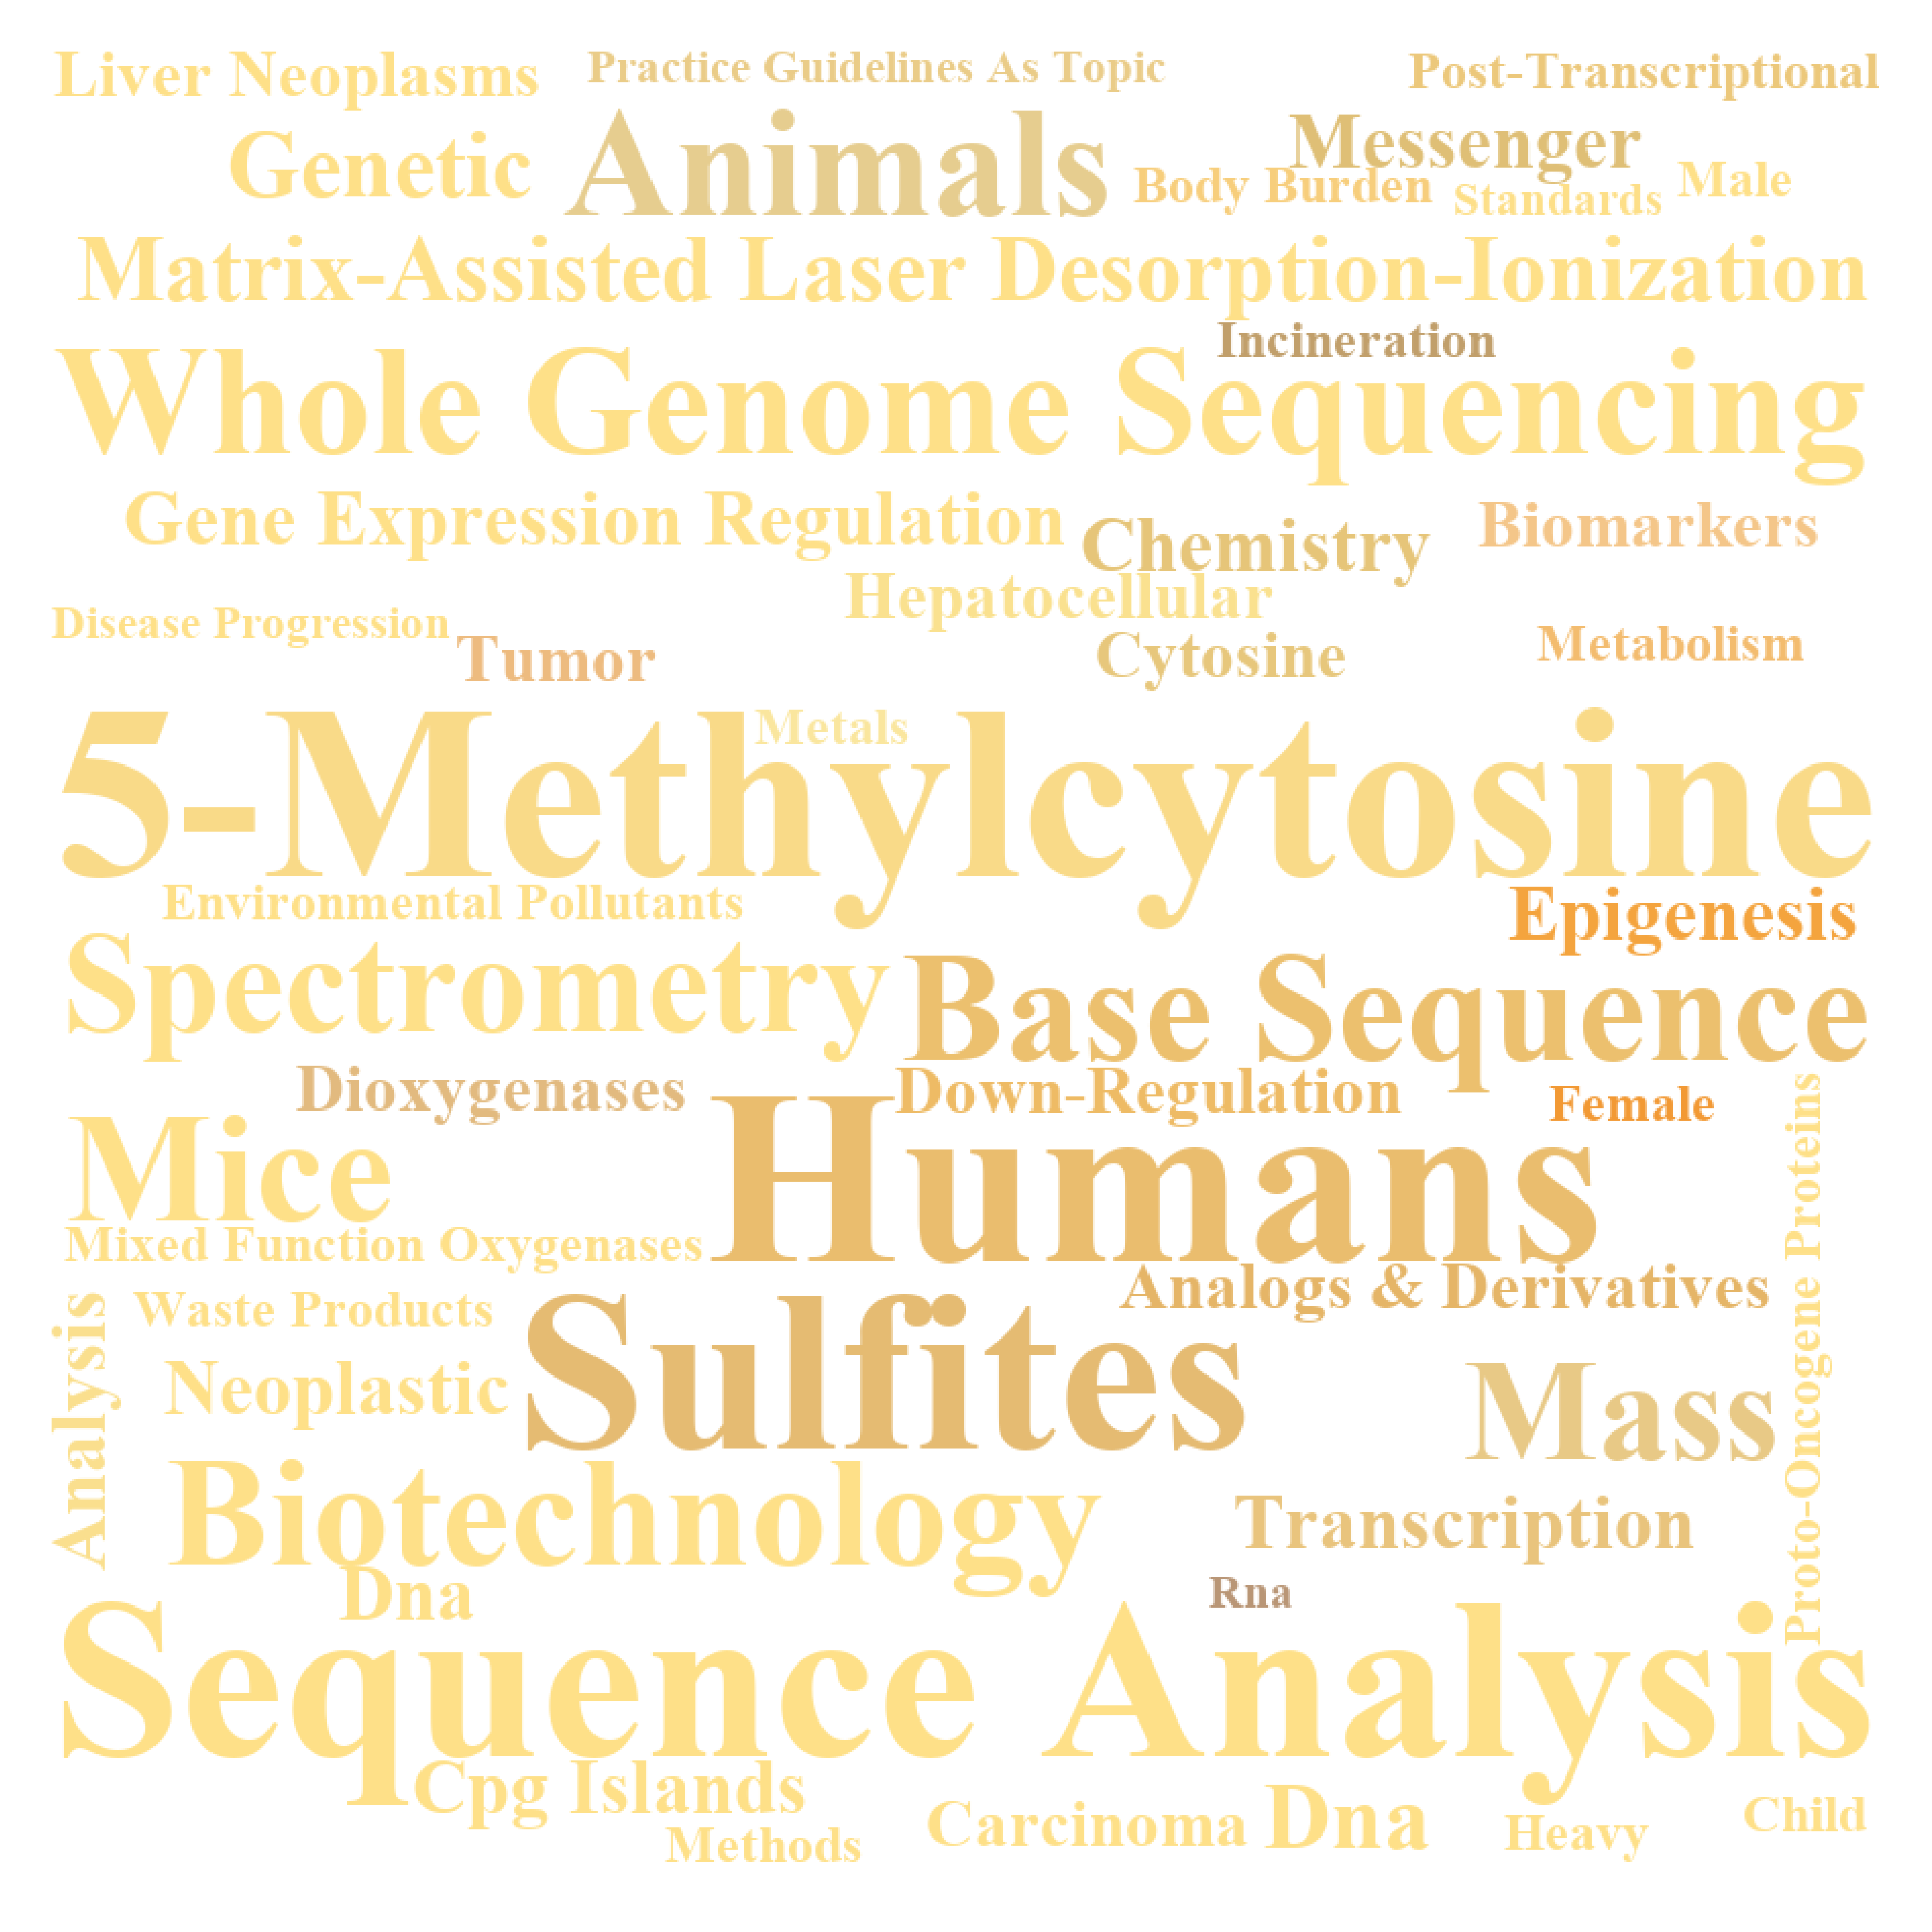 Liver Neoplasms
Practice Guidelines As Topic
Post-Transcriptional
Genetic
Animals
Messenger
Body Burden
Standards
Male
Matrix-Assisted Laser Desorption-Ionization
Incineration
Whole Genome Sequencing
Gene Expression Regulation
Chemistry
Biomarkers
Hepatocellular
Disease Progression
Tumor
Cytosine
Metabolism
Metals
5-Methylcytosine
Environmental Pollutants
Epigenesis
Spectrometry
Base Sequence
Dioxygenases
Down-Regulation
Female
Mice
Humans
Proto-Oncogene Proteins
Mixed Function Oxygenases
Analogs & Derivatives
Waste Products
Analysis
Sulfites
Neoplastic
Mass
Biotechnology
Transcription
Dna
Rna
Sequence Analysis
Cpg Islands
Carcinoma
Dna
Heavy
Child
Methods